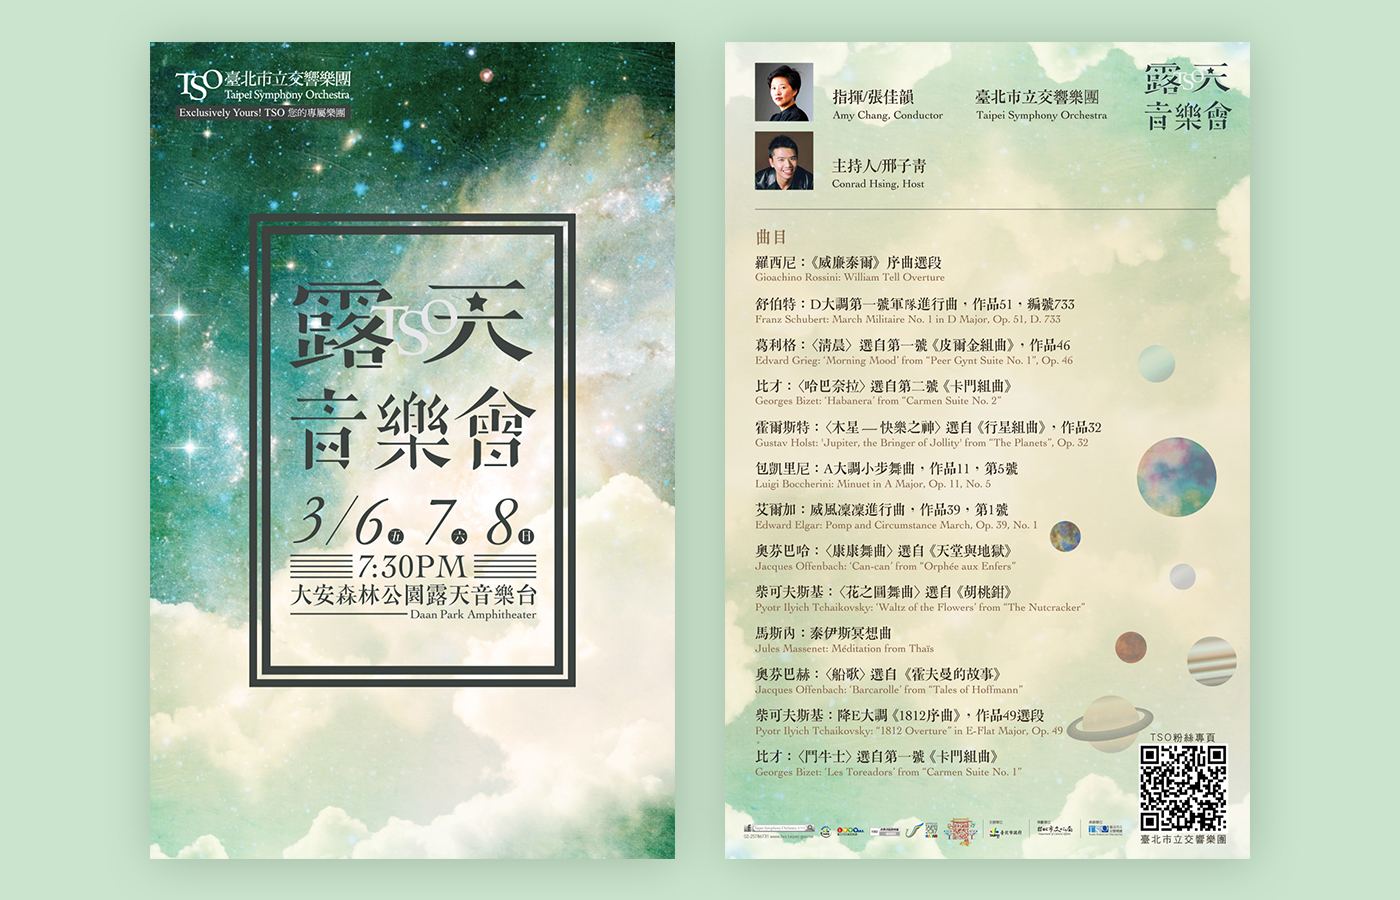 TSO 臺北市立交響樂團
Taipei Symphony Orchestra
Exclusively Yours! TSO 您的專屬樂團
露天
TSO
音樂會
3/6 五 7 六 8 日
7:30PM
大安森林公園露天音樂台
Daan Park Amphitheater
指揮/張佳韻
Amy Chang, Conductor
臺北市立交響樂團
Taipei Symphony Orchestra
露天
TSO
音樂會
主持人/邢子青
Conrad Hsing, Host
曲目
羅西尼：《威廉泰爾》序曲選段
Gioachino Rossini: William Tell Overture
舒伯特：D大調第一號軍隊進行曲，作品51，編號733
Franz Schubert: March Militaire No. 1 in D Major, Op. 51, D. 733
葛利格：〈清晨〉選自第一號《皮爾金組曲》，作品46
Edvard Grieg: ‘Morning Mood’ from “Peer Gynt Suite No. 1”, Op. 46
比才：〈哈巴奈拉〉選自第二號《卡門組曲》
Georges Bizet: ‘Habanera’ from “Carmen Suite No. 2”
霍爾斯特：〈木星 — 快樂之神〉選自《行星組曲》，作品32
Gustav Holst: 'Jupiter, the Bringer of Jollity' from “The Planets”, Op. 32
包凱里尼：A大調小步舞曲，作品11，第5號
Luigi Boccherini: Minuet in A Major, Op. 11, No. 5
艾爾加：威風凜凜進行曲，作品39，第1號
Edward Elgar: Pomp and Circumstance March, Op. 39, No. 1
奧芬巴哈：〈康康舞曲〉選自《天堂與地獄》
Jacques Offenbach: ‘Can-can’ from “Orphée aux Enfers”
柴可夫斯基：〈花之圓舞曲〉選自《胡桃鉗》
Pyotr Ilyich Tchaikovsky: ‘Waltz of the Flowers’ from “The Nutcracker”
馬斯內：泰伊斯冥想曲
Jules Massenet: Méditation from Thaïs
奧芬巴赫：〈船歌〉選自《霍夫曼的故事》
Jacques Offenbach: ‘Barcarolle’ from “Tales of Hoffmann”
柴可夫斯基：降E大調《1812序曲》，作品49選段
Pyotr Ilyich Tchaikovsky: “1812 Overture” in E-Flat Major, Op. 49
比才：〈鬥牛士〉選自第一號《卡門組曲》
Georges Bizet: ‘Les Toreadors’ from “Carmen Suite No. 1”
TSO粉絲專頁
臺北市政府
臺北市立交響樂團